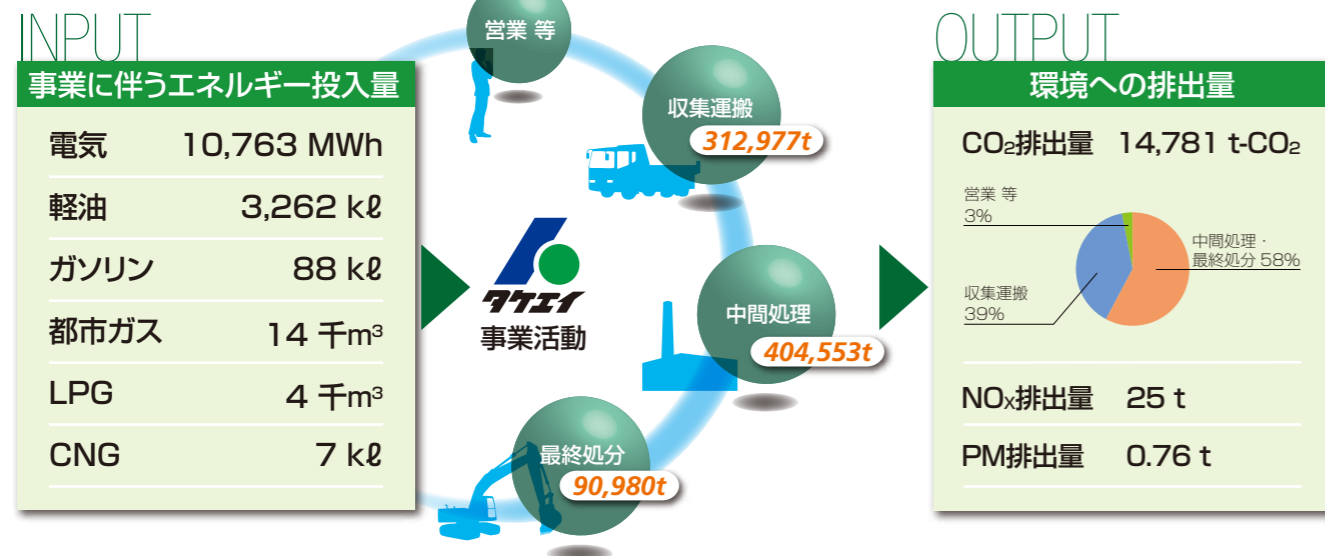 INPUT
事業に伴うエネルギー投入量
電気 10,763 MWh
軽油 3,262 kℓ
ガソリン 88 kℓ
都市ガス 14 千m³
LPG 4 千m³
CNG 7 kℓ
営業 等
収集運搬
312,977t
タケエイ
事業活動
中間処理
404,553t
最終処分
90,980t
OUTPUT
環境への排出量
CO₂排出量 14,781 t-CO₂
営業 等
3%
中間処理・
最終処分 58%
収集運搬
39%
NOx排出量 25 t
PM排出量 0.76 t